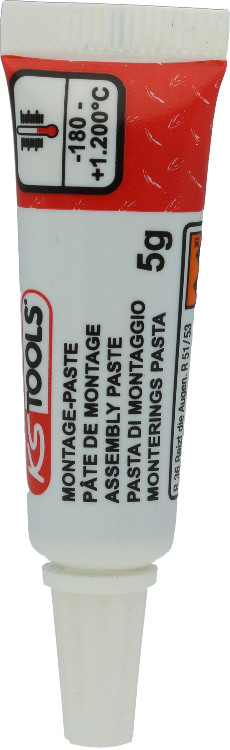 -180 -
+1.200°C
KS TOOLS
MONTAGE-PASTE
PÂTE DE MONTAGE
ASSEMBLY PASTE
PASTA DI MONTAGGIO
MONTERINGS PASTA
5g
R 36 Reizt die Augen. R 51/53